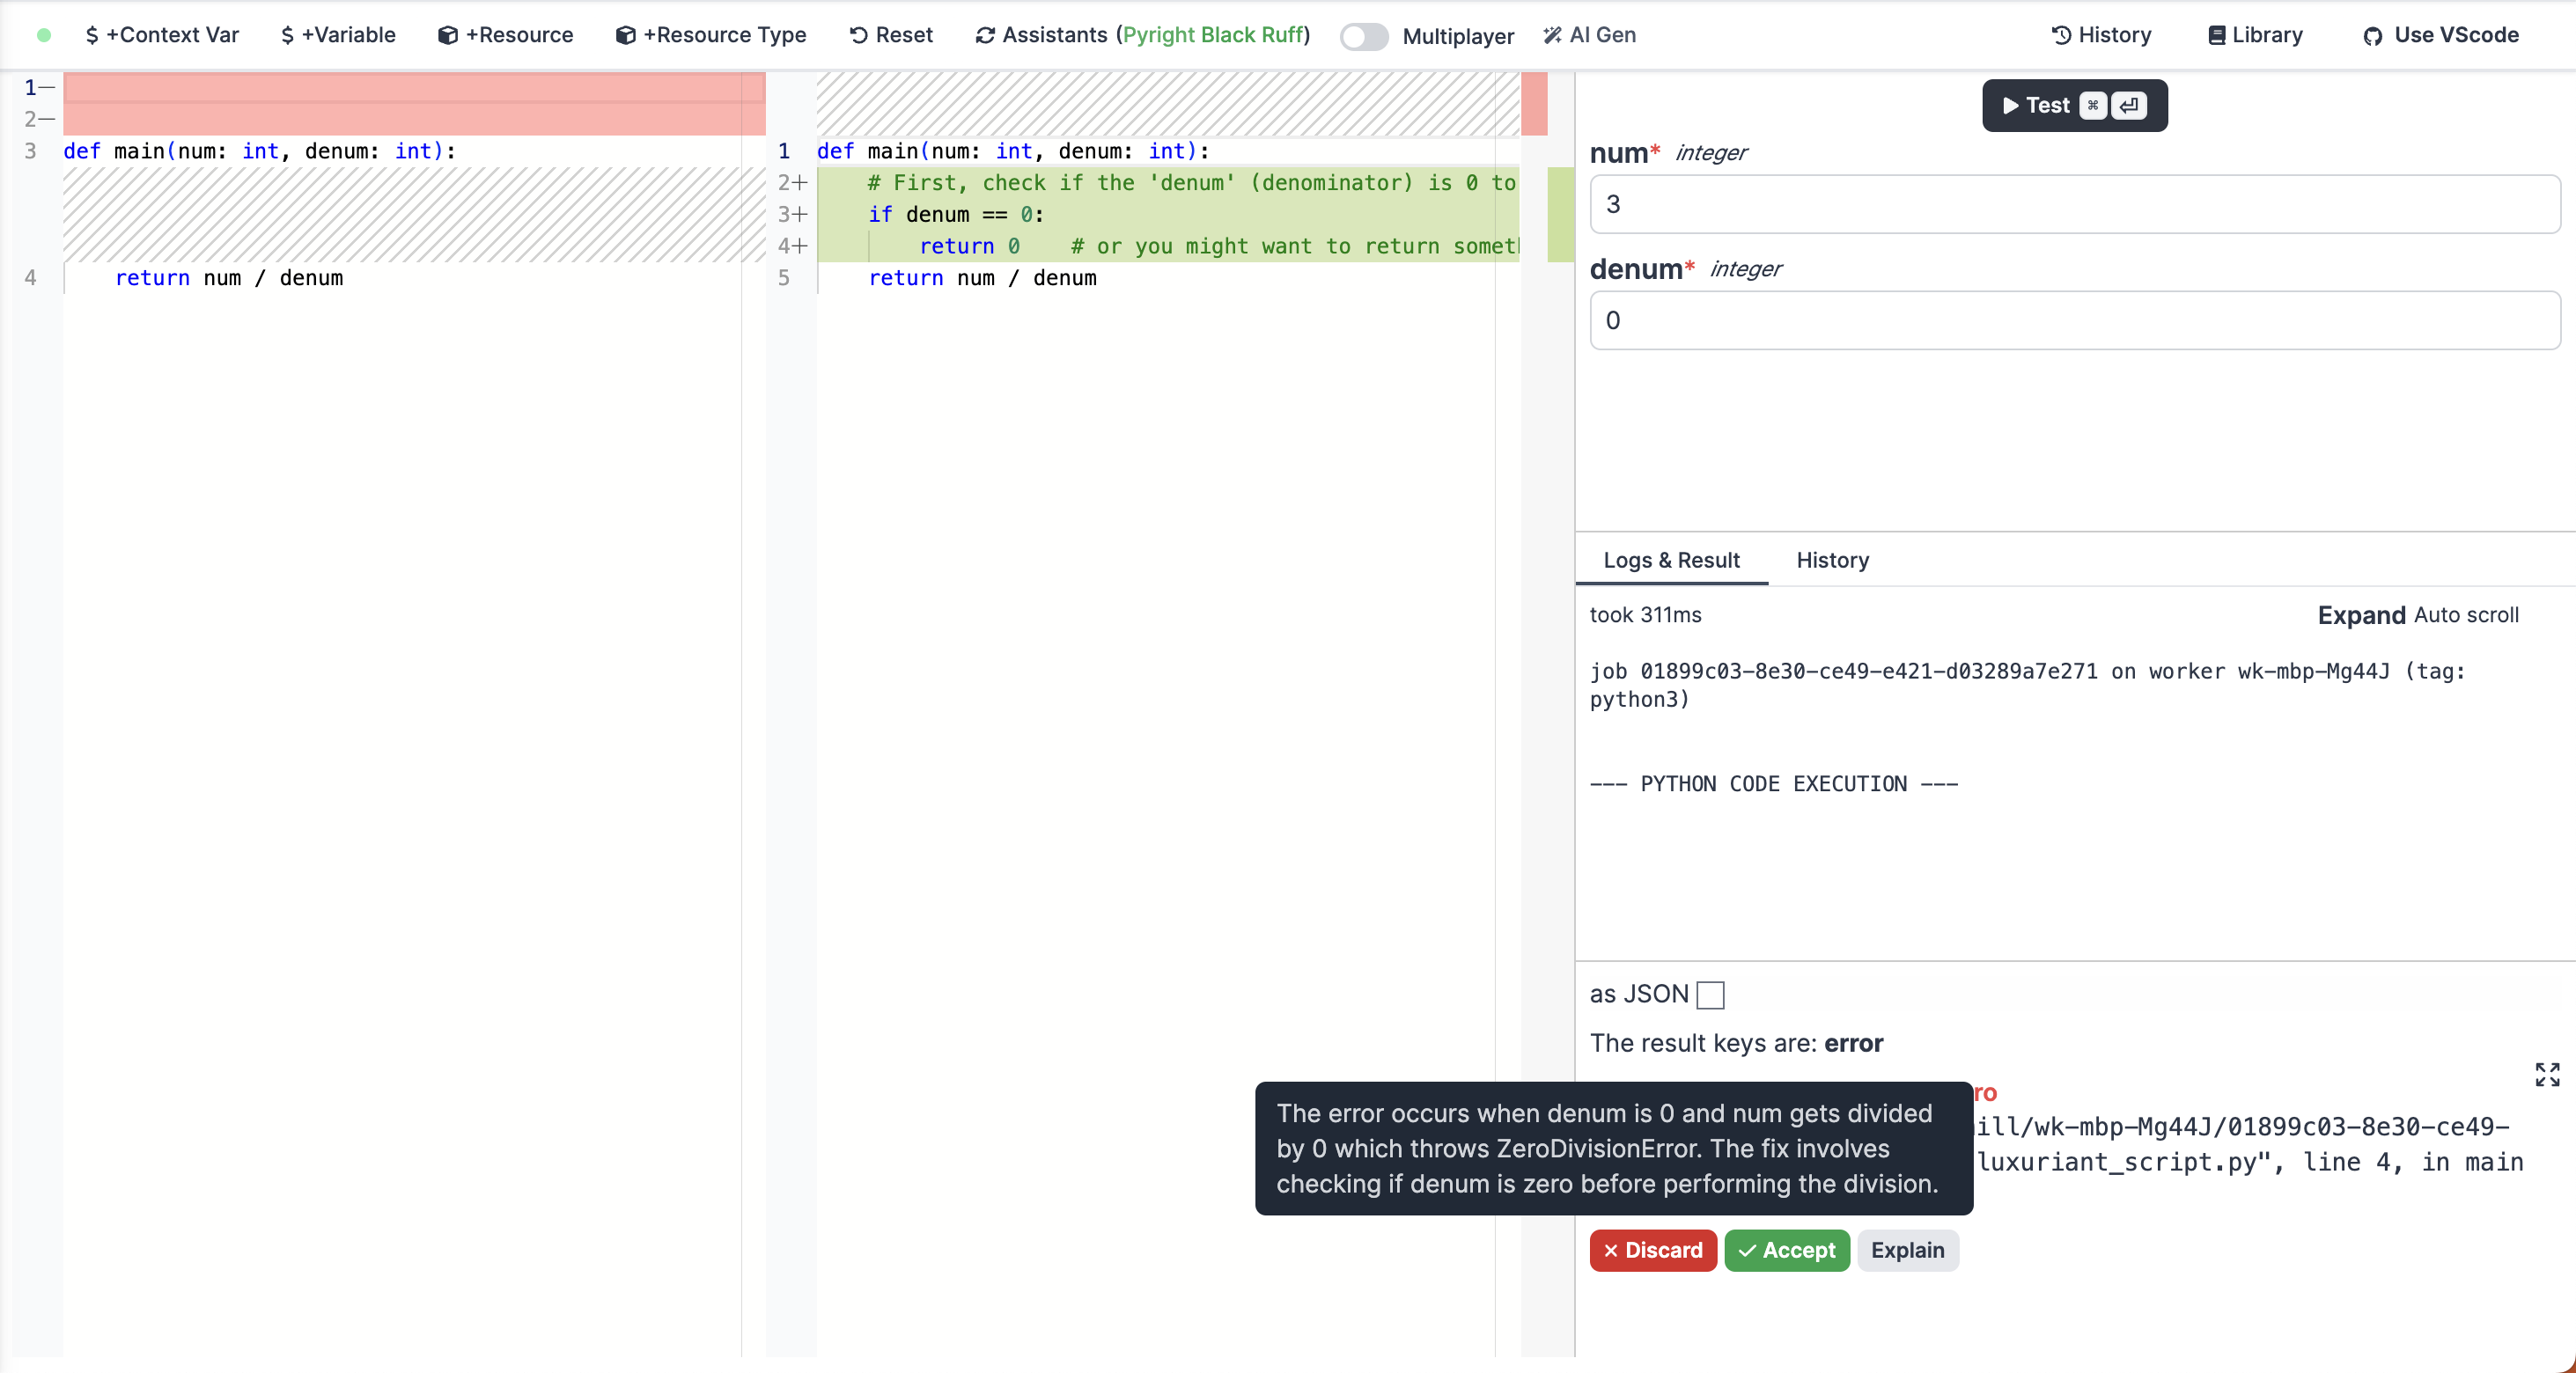 $ +Context Var $ +Variable +Resource +Resource Type Reset Assistants (Pyright Black Ruff) Multiplayer AI Gen History Library Use VScode
1—
2—
3 def main(num: int, denum: int):
4 return num / denum
1 def main(num: int, denum: int):
2+ # First, check if the 'denum' (denominator) is 0 to
3+ if denum == 0:
4+ return 0 # or you might want to return
5 return num / denum
Test ⌘ ⏎
num* integer
3
denum* integer
0
Logs & Result History
took 311ms Expand Auto scroll
job 01899c03-8e30-ce49-e421-d03289a7e271 on worker wk-mbp-Mg44J (tag:
python3)
--- PYTHON CODE EXECUTION ---
as JSON
The result keys are: error
ro
The error occurs when denum is 0 and num gets divided
by 0 which throws ZeroDivisionError. The fix involves
checking if denum is zero before performing the division.
ill/wk-mbp-Mg44J/01899c03-8e30-ce49-
luxuriant_script.py", line 4, in main
Discard Accept Explain